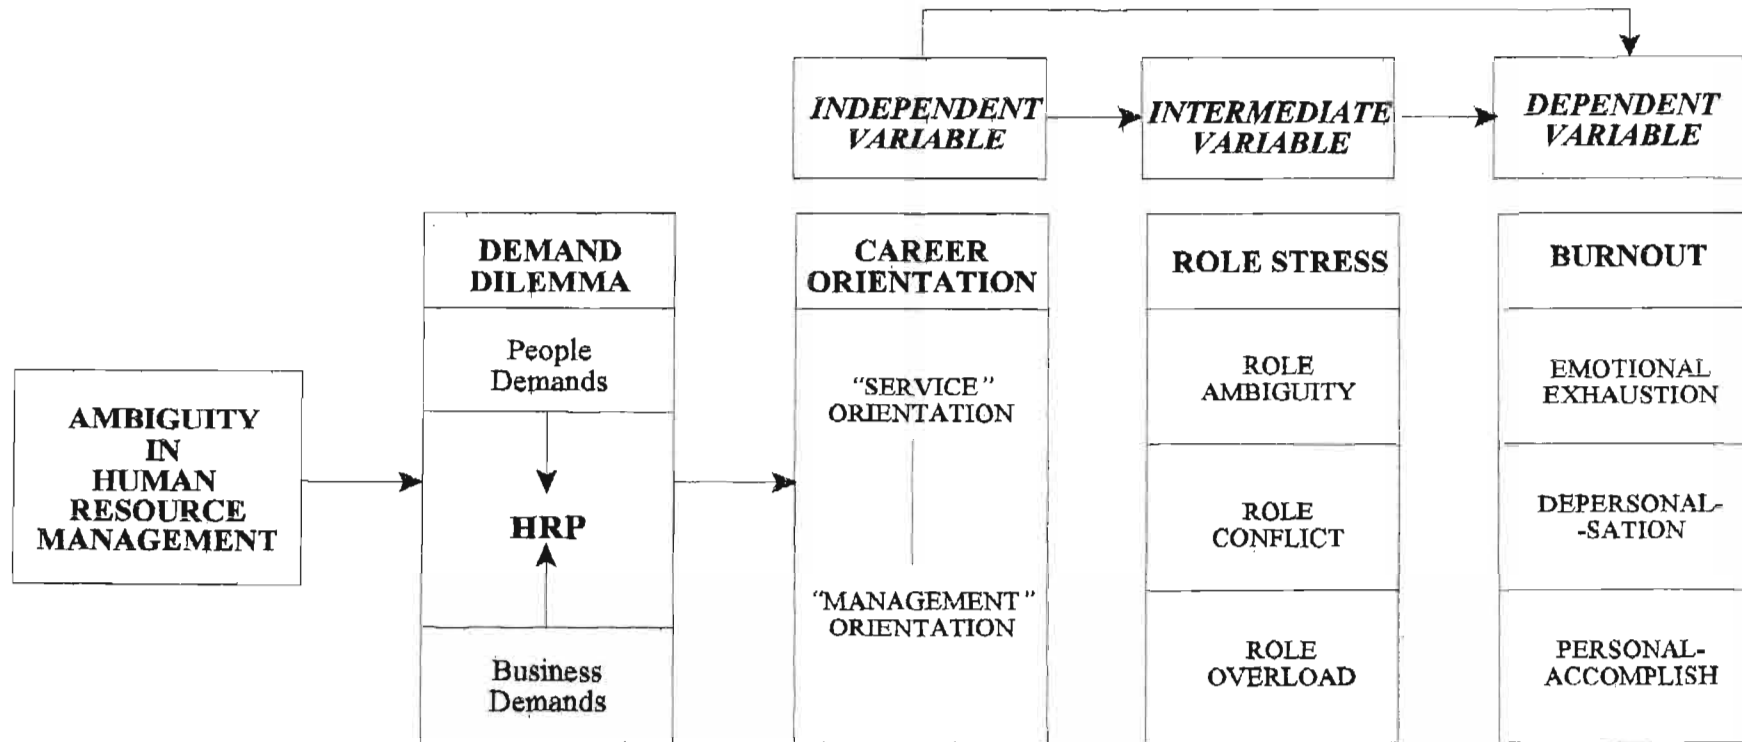 INDEPENDENT
VARIABLE
INTERMEDIATE
VARIABLE
DEPENDENT
VARIABLE
AMBIGUITY
IN
HUMAN
RESOURCE
MANAGEMENT
DEMAND
DILEMMA
People
Demands
HRP
Business
Demands
CAREER
ORIENTATION
"SERVICE"
ORIENTATION
"MANAGEMENT"
ORIENTATION
ROLE STRESS
ROLE
AMBIGUITY
ROLE
CONFLICT
ROLE
OVERLOAD
BURNOUT
EMOTIONAL
EXHAUSTION
DEPERSONAL-
-SATION
PERSONAL-
ACCOMPLISH